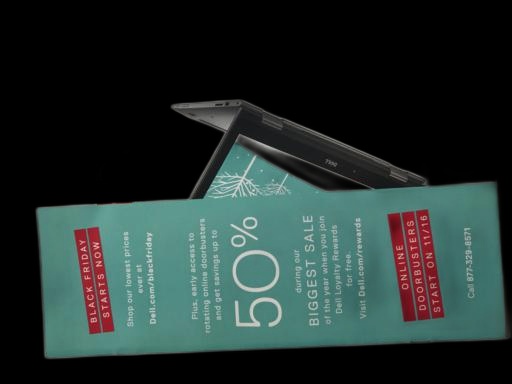 DELL
BLACK FRIDAY
STARTS NOW
Shop our lowest prices
ever at
Dell.com/blackfriday
Plus, early access to
rotating online doorbusters
and get savings up to
50%
during our
BIGGEST SALE
of the year when you join
Dell Loyalty Rewards
for free.
Visit Dell.com/rewards
ONLINE
DOORBUSTERS
START ON 11/16
Call 877-329-8571